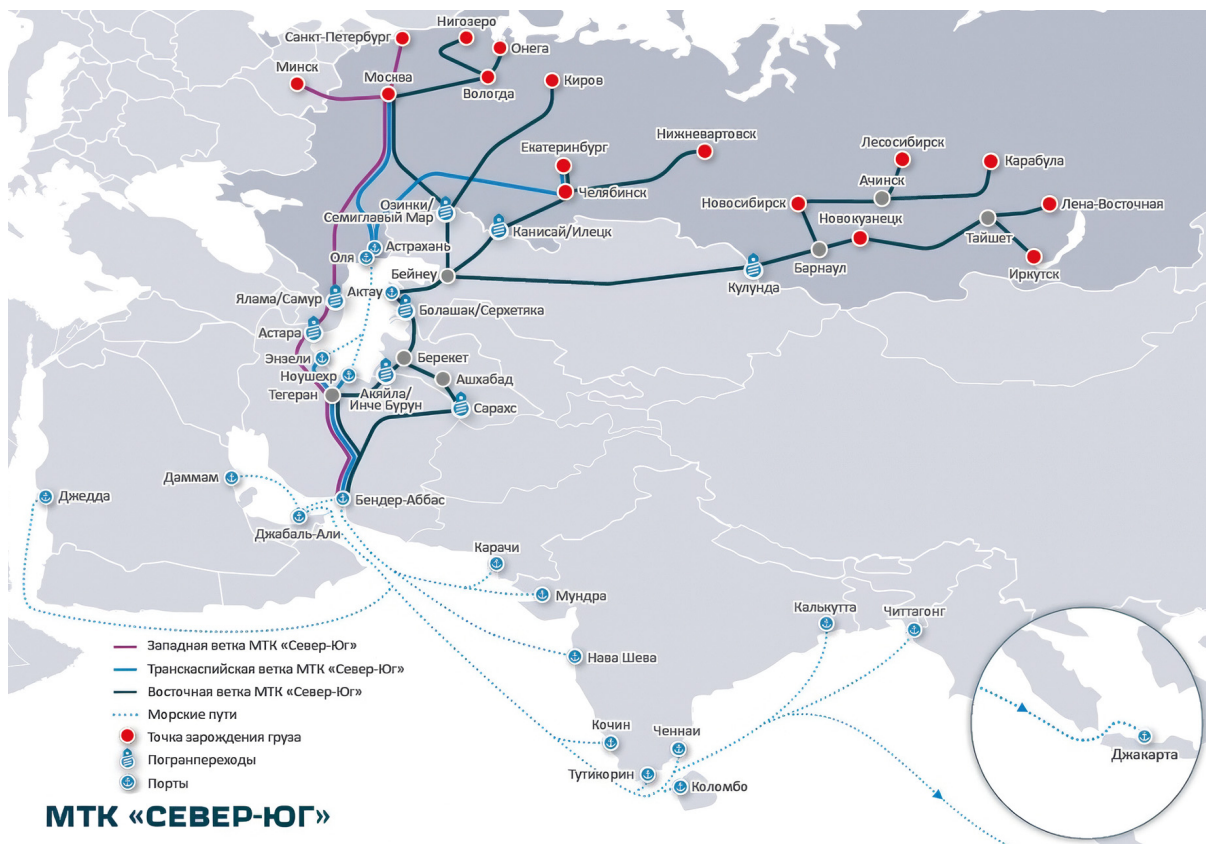 Нигозеро
Санкт-Петербург
Онега
Минск
Москва
Вологда
Киров
Нижневартовск
Екатеринбург
Лесосибирск
Карабула
Ачинск
Челябинск
Озинки/
Семиглавый Мар
Новосибирск
Новокузнецк
Лена-Восточная
Канисай/Илецк
Тайшет
Астрахань
Оля
Барнаул
Иркутск
Бейнеу
Кулунда
Актау
Ялама/Самур
Болашак/Серхетяка
Астара
Энзели
Берекет
Ноушехр
Ашхабад
Тегеран
Акяйла/
Инче Бурун
Сарахс
Даммам
Джедда
Бендер-Аббас
Джабаль-Али
Карачи
Мундра
Калькутта
Читтагонг
Нава Шева
Кочин
Ченнаи
Тутикорин
Коломбо
Джакарта
Западная ветка МТК «Север-Юг»
Транскаспийская ветка МТК «Север-Юг»
Восточная ветка МТК «Север-Юг»
Морские пути
Точка зарождения груза
Погранпереходы
Порты
МТК «СЕВЕР-ЮГ»